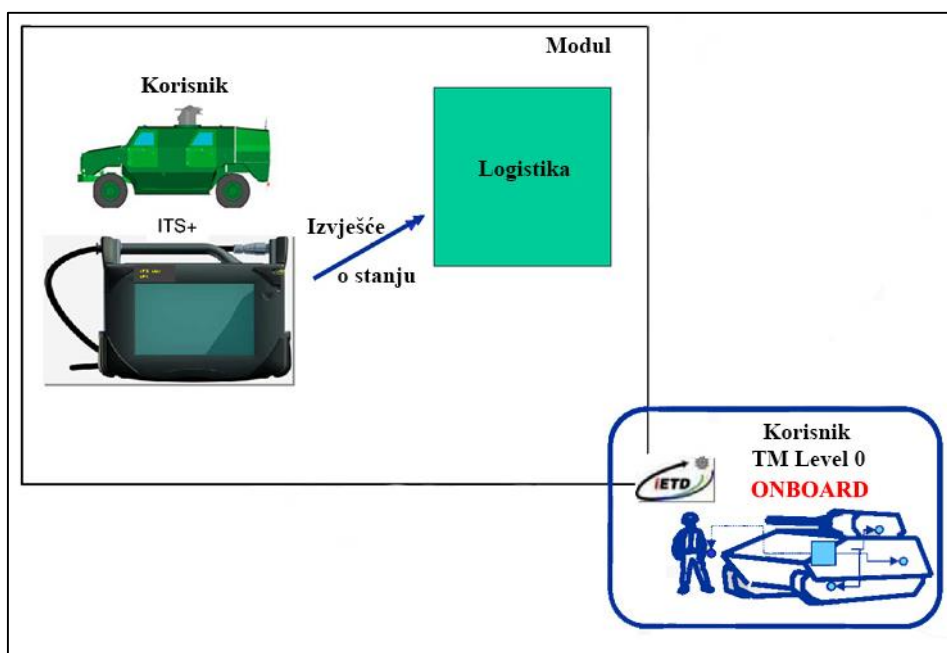 Modul
Korisnik
Logistika
ITS+
Izvješće
o stanju
Korisnik
TM Level 0
ONBOARD
iETD